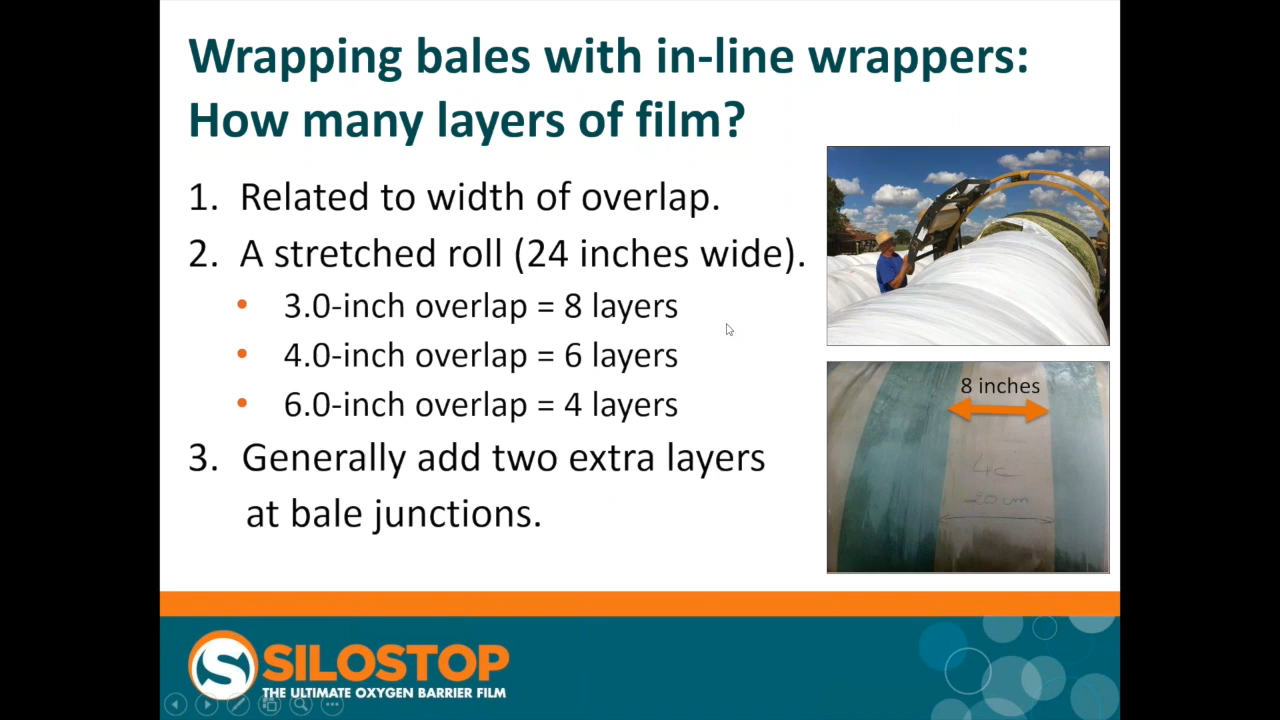 Wrapping bales with in-line wrappers:
How many layers of film?
1. Related to width of overlap.
2. A stretched roll (24 inches wide).
• 3.0-inch overlap = 8 layers
• 4.0-inch overlap = 6 layers
• 6.0-inch overlap = 4 layers
3. Generally add two extra layers
at bale junctions.
8 inches
20 cm
SILOSTOP
THE ULTIMATE OXYGEN BARRIER FILM